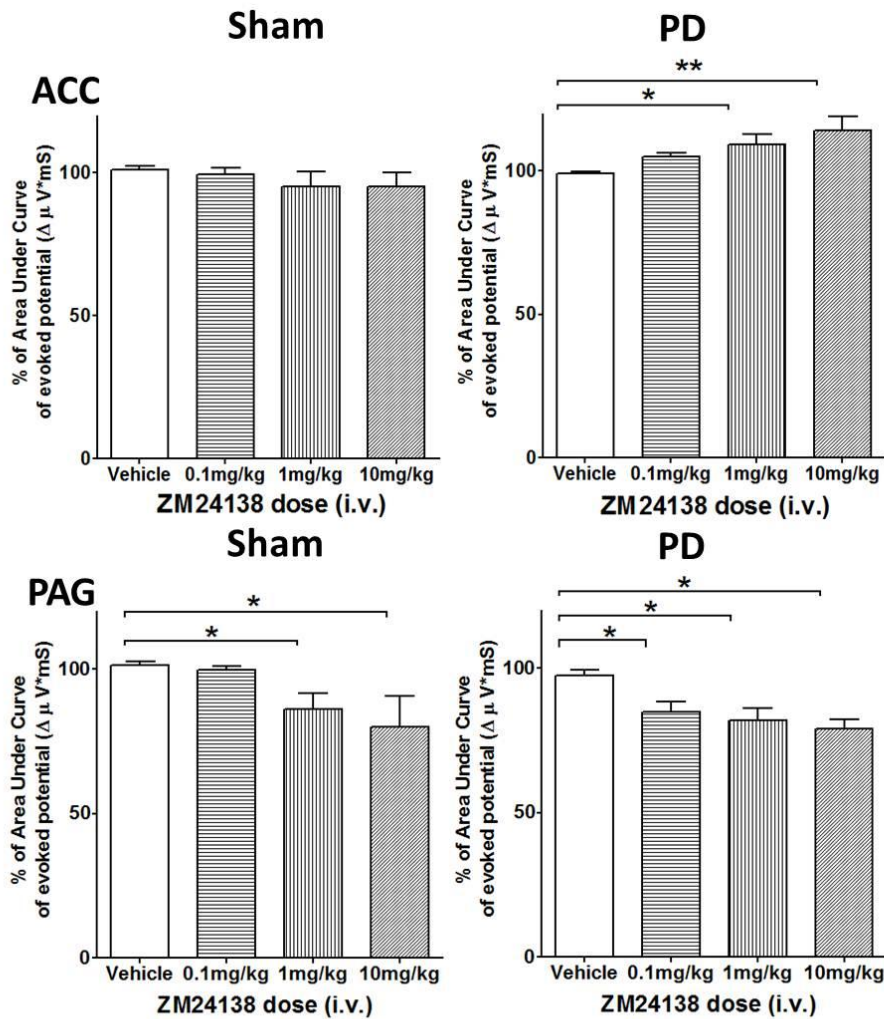 Sham
PD
ACC
**
*
% of Area Under Curve
of evoked potential (Δ μ V*mS)
100
50
0
Vehicle 0.1mg/kg 1mg/kg 10mg/kg
ZM24138 dose (i.v.)
% of Area Under Curve
of evoked potential (Δ μ V*mS)
100
50
0
Vehicle 0.1mg/kg 1mg/kg 10mg/kg
ZM24138 dose (i.v.)
Sham
PD
PAG
*
*
% of Area Under Curve
of evoked potential (Δ μ V*mS)
100
50
0
Vehicle 0.1mg/kg 1mg/kg 10mg/kg
ZM24138 dose (i.v.)
*
*
*
% of Area Under Curve
of evoked potential (Δ μ V*mS)
100
50
0
Vehicle 0.1mg/kg 1mg/kg 10mg/kg
ZM24138 dose (i.v.)